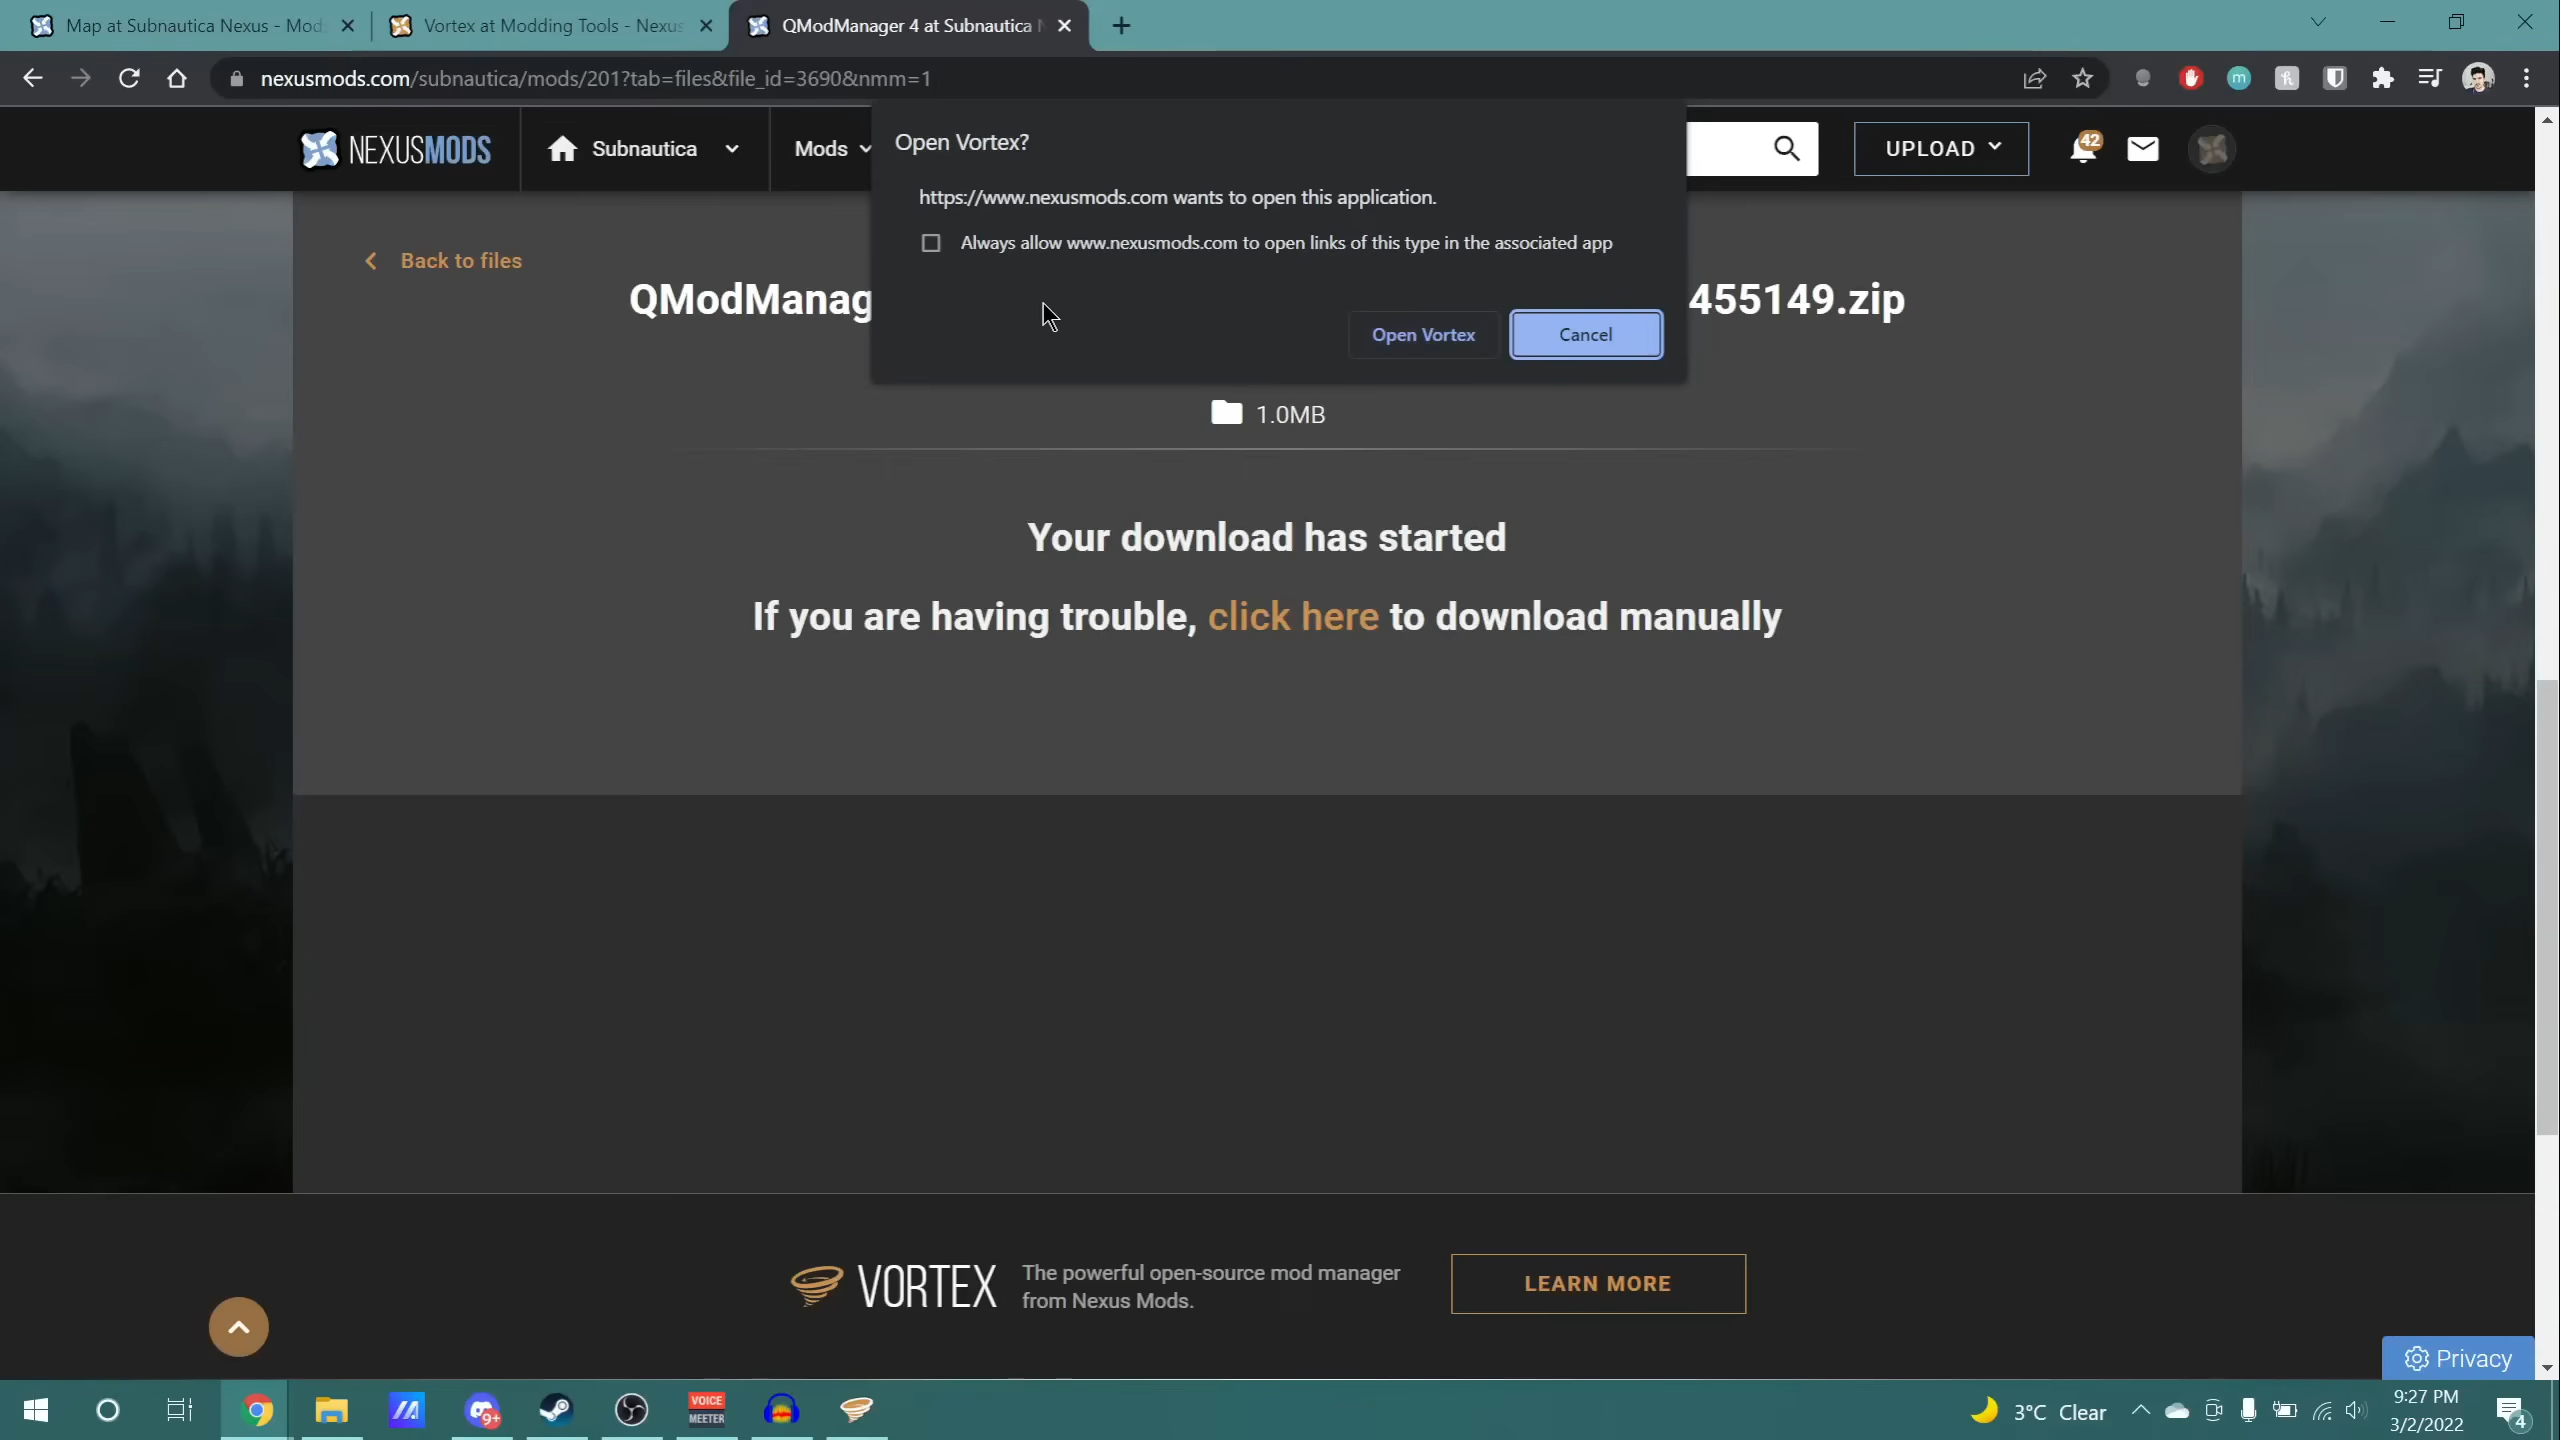 Map at Subnautica Nexus - Mod
Vortex at Modding Tools - Nexus
QModManager 4 at Subnautica N
nexusmods.com/subnautica/mods/201?tab=files&file_id=3690&nmm=1
NEXUSMODS
Subnautica
Mods
UPLOAD
42
Open Vortex?
https://www.nexusmods.com wants to open this application.
Always allow www.nexusmods.com to open links of this type in the associated app
Open Vortex
Cancel
Back to files
QModManag
455149.zip
1.0MB
Your download has started
If you are having trouble, click here to download manually
VORTEX
The powerful open-source mod manager
from Nexus Mods.
LEARN MORE
Privacy
9+
VOICE
MEETER
3°C Clear
9:27 PM
3/2/2022
4